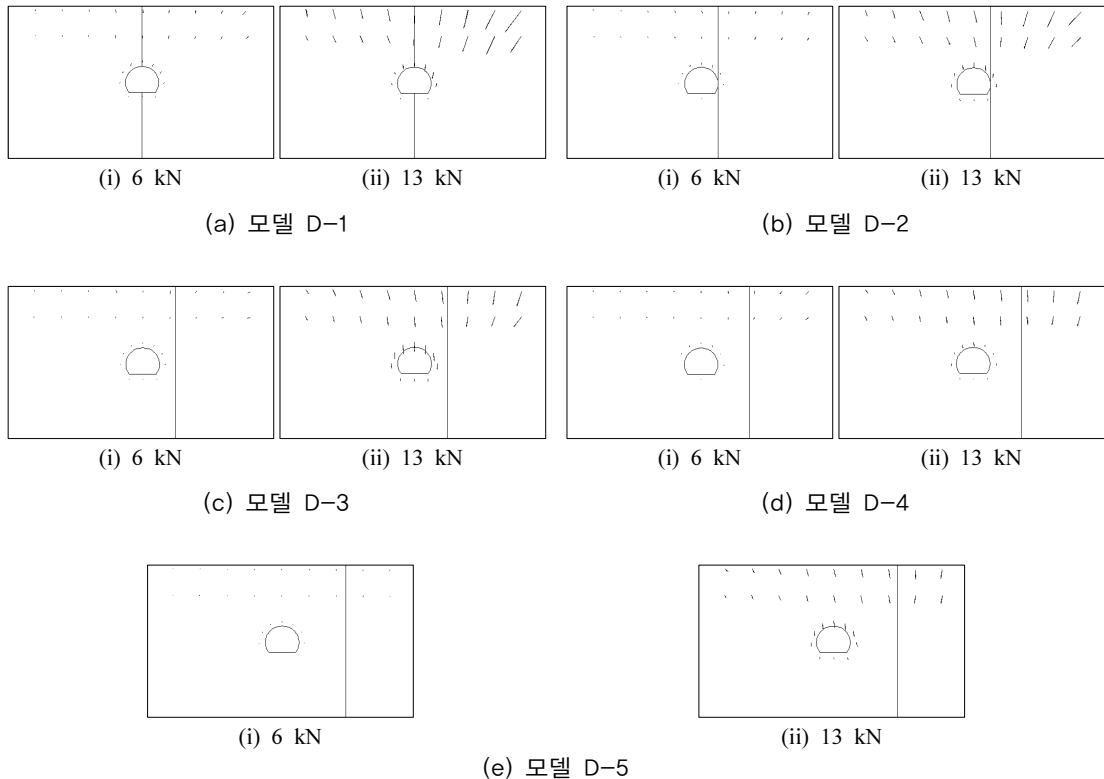 (i) 6 kN
(ii) 13 kN
(a) 모델 D-1
(i) 6 kN
(ii) 13 kN
(b) 모델 D-2
(i) 6 kN
(ii) 13 kN
(c) 모델 D-3
(i) 6 kN
(ii) 13 kN
(d) 모델 D-4
(i) 6 kN
(ii) 13 kN
(e) 모델 D-5